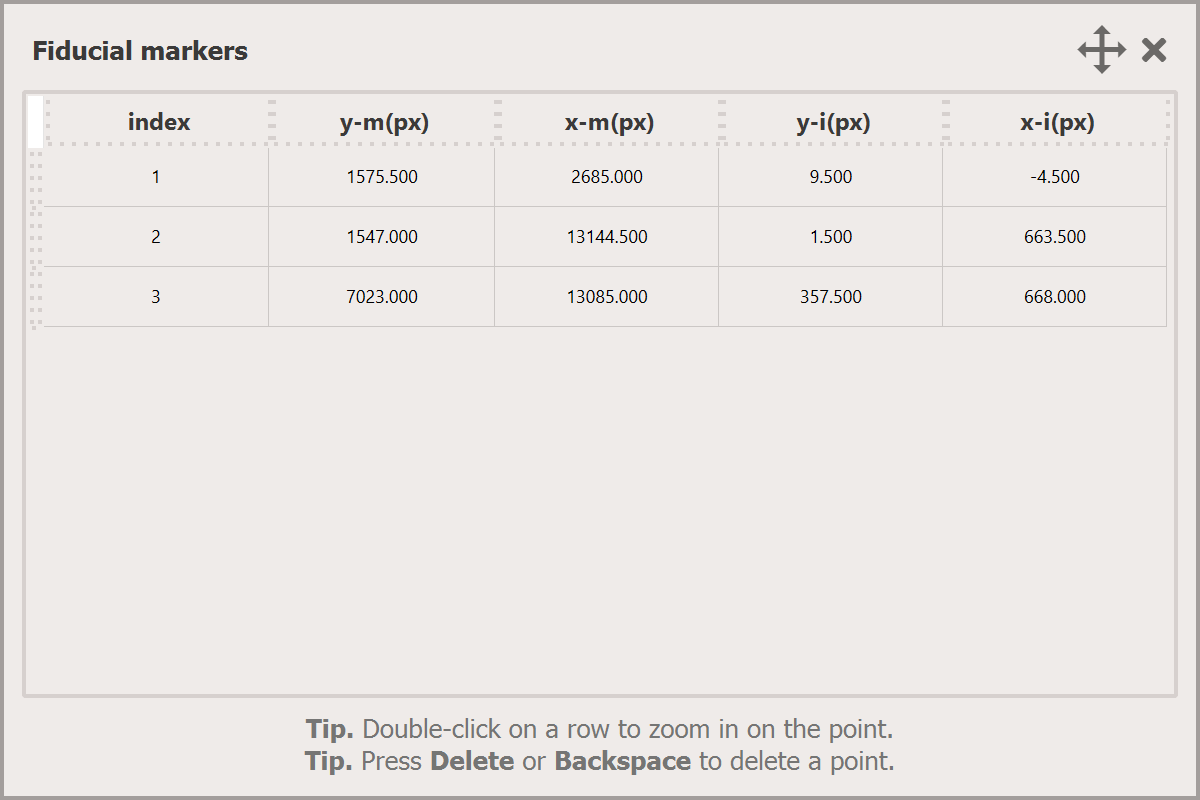 Fiducial markers
index y-m(px) x-m(px) y-i(px) x-i(px)
1 1575.500 2685.000 9.500 -4.500
2 1547.000 13144.500 1.500 663.500
3 7023.000 13085.000 357.500 668.000
Tip. Double-click on a row to zoom in on the point.
Tip. Press Delete or Backspace to delete a point.